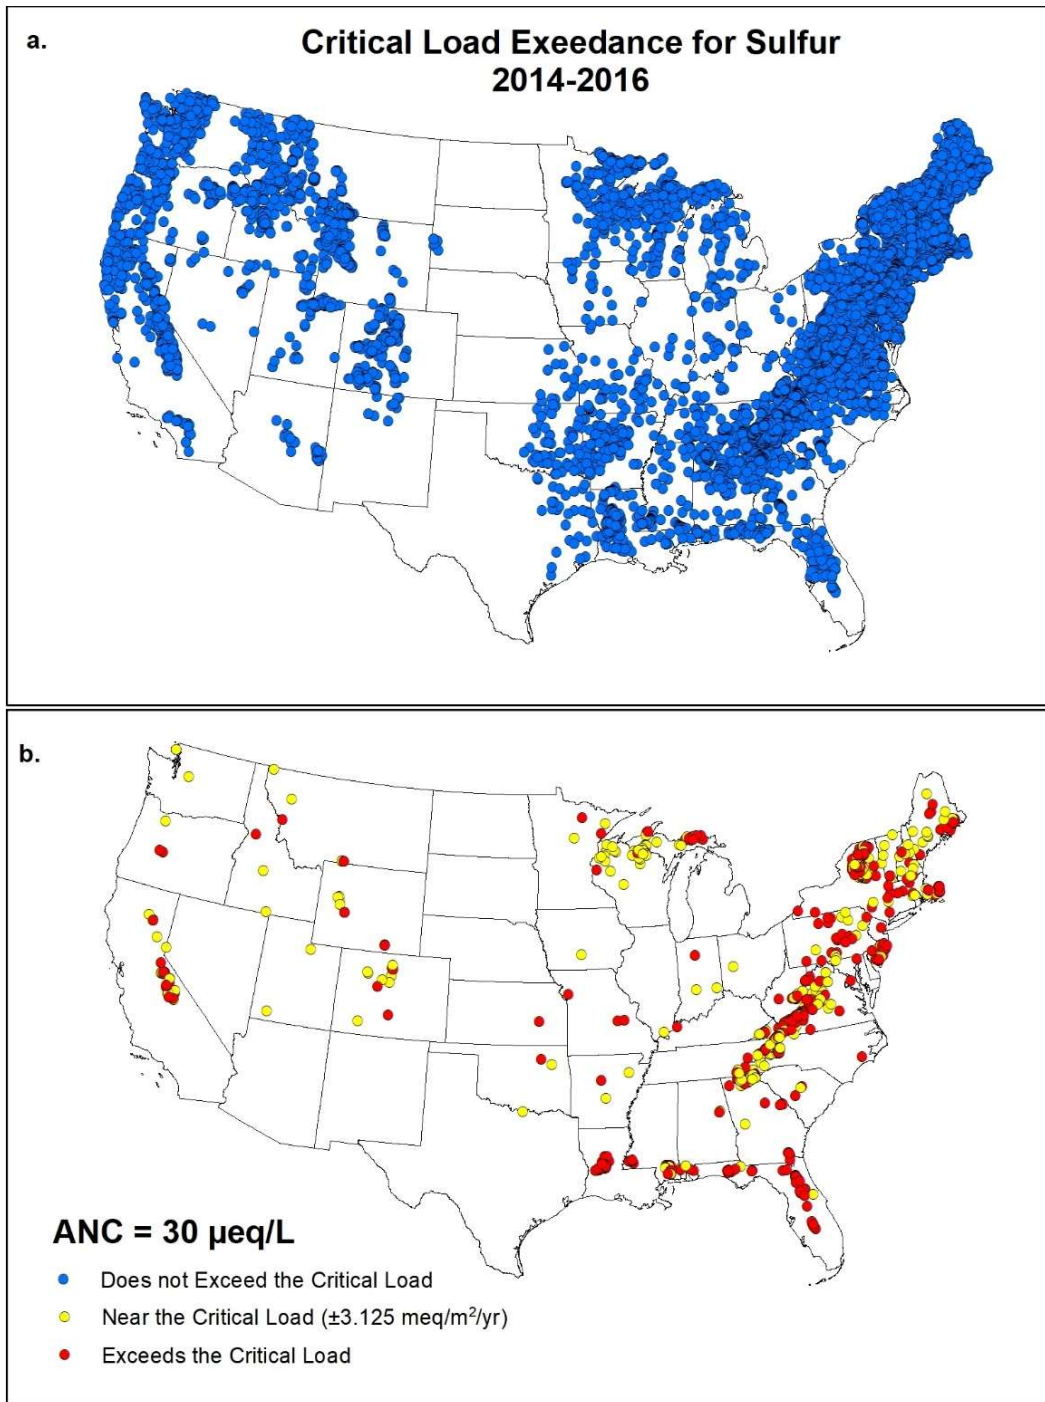 a.
Critical Load Exeedance for Sulfur
2014-2016
b.
ANC = 30 µeq/L
Does not Exceed the Critical Load
Near the Critical Load (±3.125 meq/m²/yr)
Exceeds the Critical Load